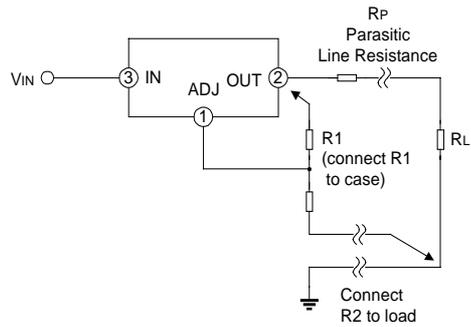 RP
Parasitic
Line Resistance
VIN
3 IN
ADJ
OUT 2
1
R1
(connect R1
to case)
RL
Connect
R2 to load